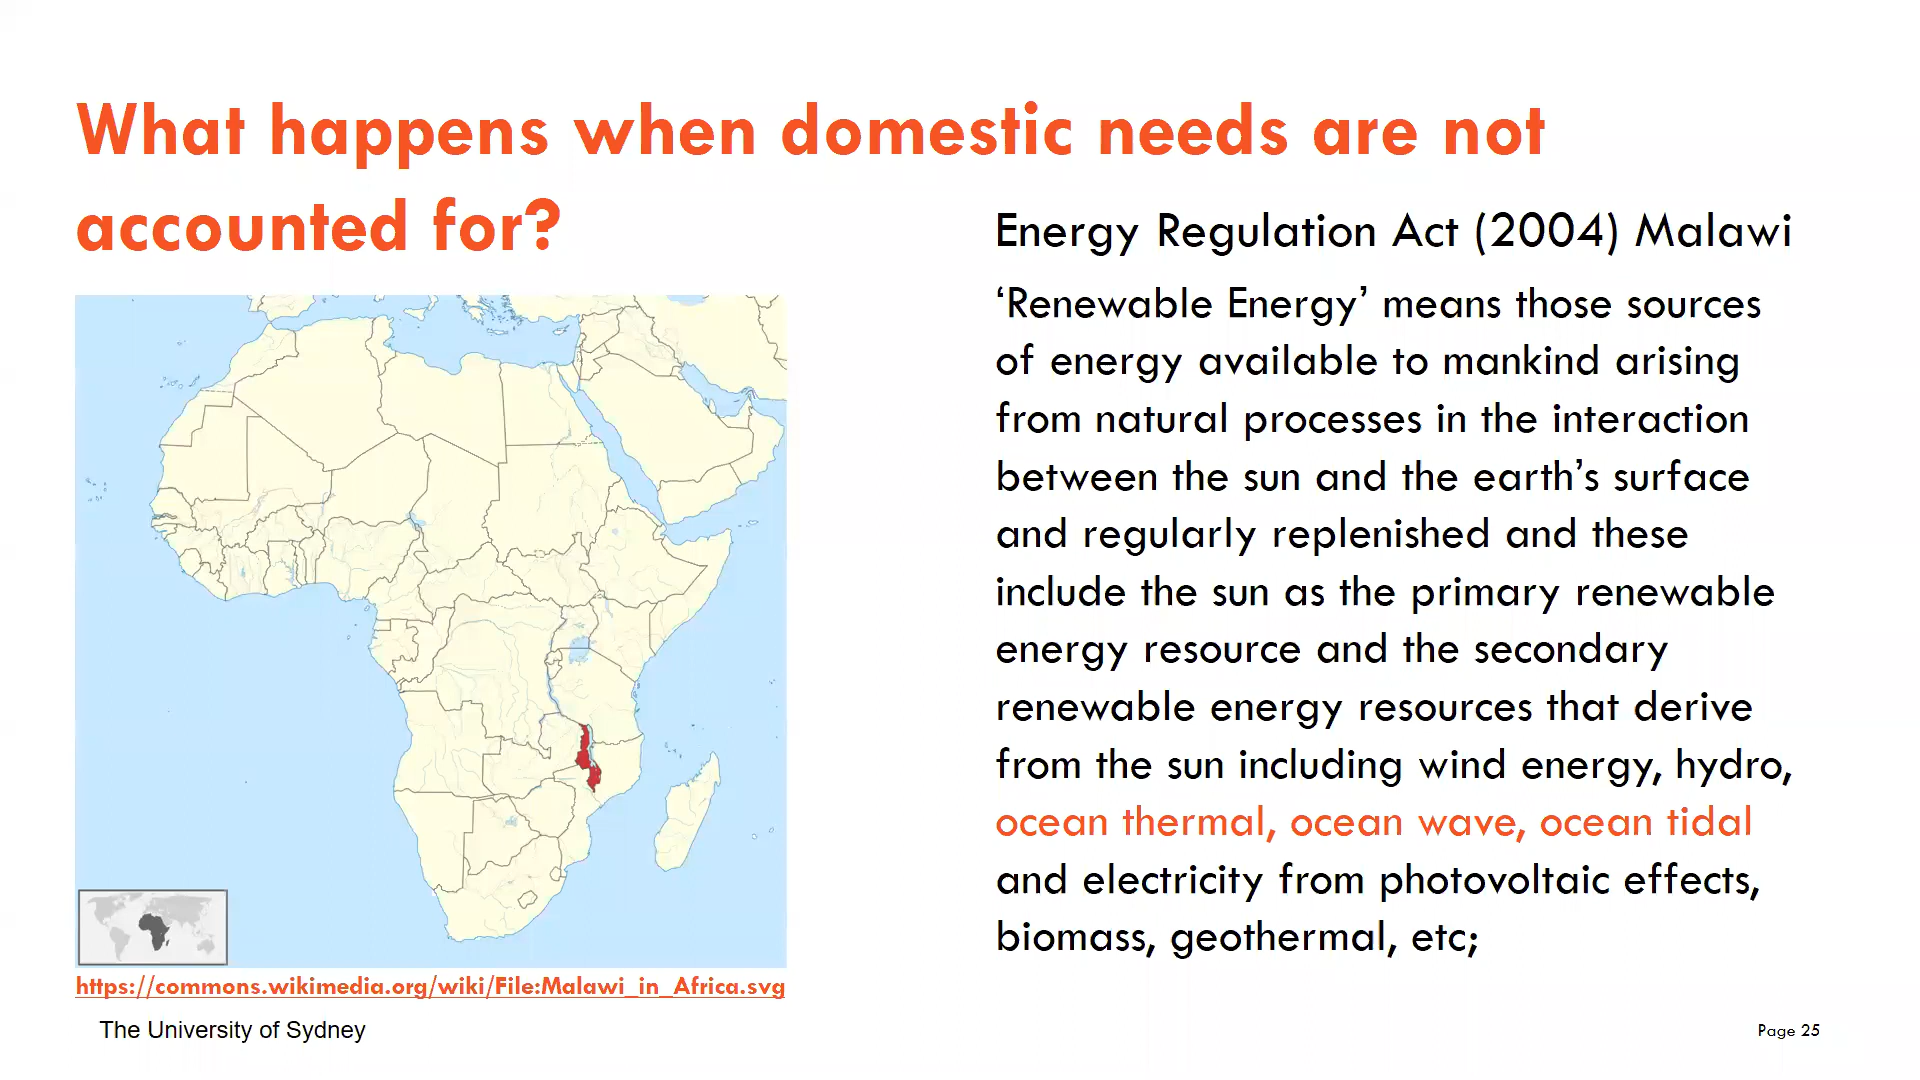 What happens when domestic needs are not
accounted for?
Energy Regulation Act (2004) Malawi
‘Renewable Energy’ means those sources
of energy available to mankind arising
from natural processes in the interaction
between the sun and the earth’s surface
and regularly replenished and these
include the sun as the primary renewable
energy resource and the secondary
renewable energy resources that derive
from the sun including wind energy, hydro,
ocean thermal, ocean wave, ocean tidal
and electricity from photovoltaic effects,
biomass, geothermal, etc;
https://commons.wikimedia.org/wiki/File:Malawi_in_Africa.svg
The University of Sydney
Page 25